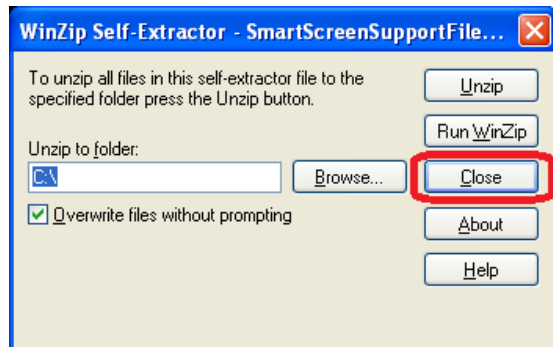 WinZip Self-Extractor - SmartScreenSupportFile...
To unzip all files in this self-extractor file to the
specified folder press the Unzip button.
Unzip to folder:
C:\
Browse...
Overwrite files without prompting
Unzip
Run WinZip
Close
About
Help